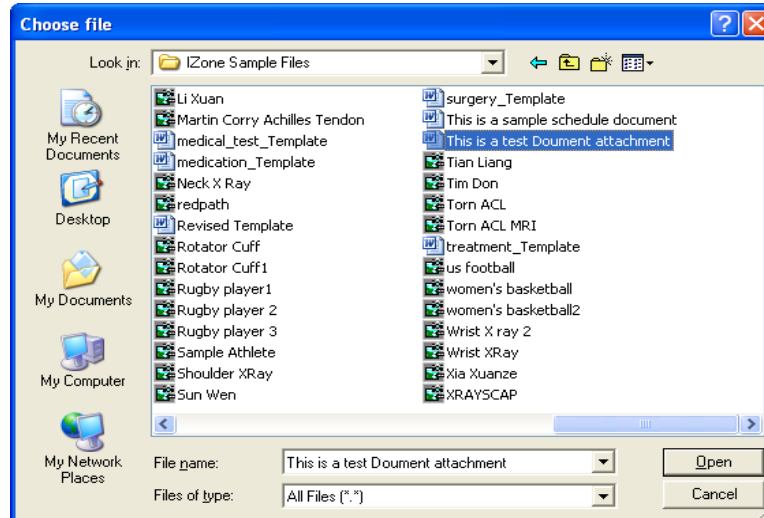 Choose file
Look in:
IZone Sample Files
My Recent
Documents
Desktop
My Documents
My Computer
My Network
Places
Li Xuan
Martin Corry Achilles Tendon
medical_test_Template
medication_Template
Neck X Ray
redpath
Revised Template
Rotator Cuff
Rotator Cuff1
Rugby player1
Rugby player 2
Rugby player 3
Sample Athlete
Shoulder XRay
Sun Wen
surgery_Template
This is a sample schedule document
This is a test Doument attachment
Tian Liang
Tim Don
Torn ACL
Torn ACL MRI
treatment_Template
us football
women's basketball
women's basketball2
Wrist X ray 2
Wrist XRay
Xia Xuanze
XRAYSCAP
File name:
This is a test Doument attachment
Open
Files of type:
All Files (*.*)
Cancel